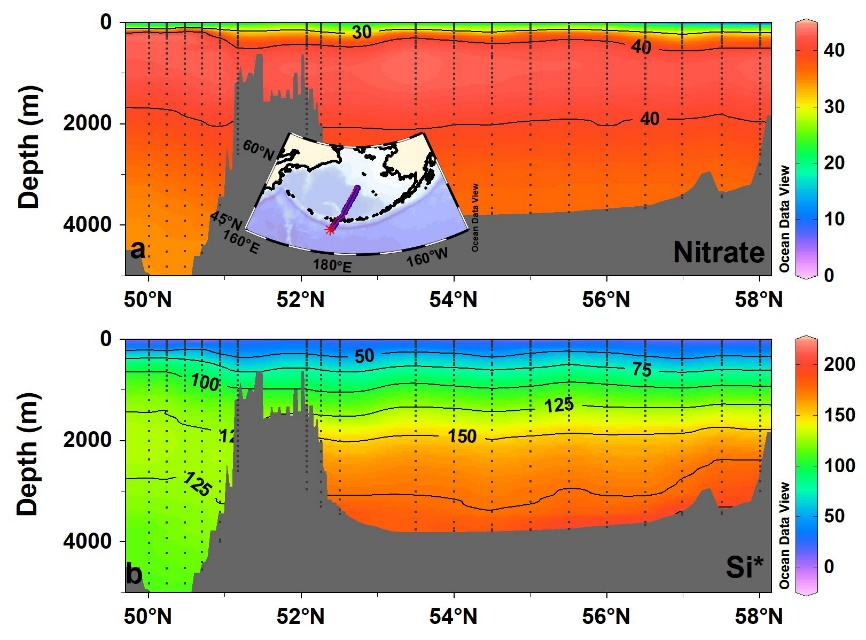 0
2000
4000
Depth (m)
30
40
40
a
Nitrate
60°N
45°N
160°E
180°E
160°W
Ocean Data View
Ocean Data View
40
30
20
10
0
50°N
52°N
54°N
56°N
58°N
0
2000
4000
Depth (m)
50
75
100
125
150
12
125
b
Si*
Ocean Data View
200
150
100
50
0
50°N
52°N
54°N
56°N
58°N